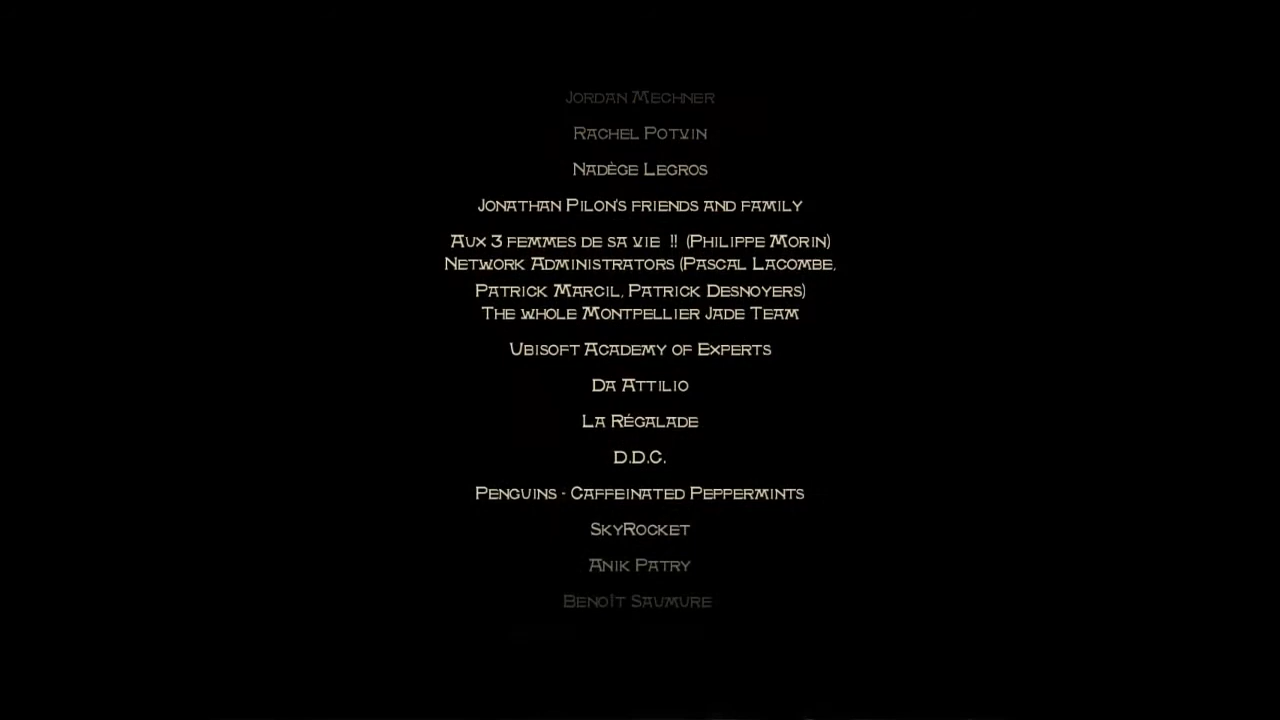 Jordan Mechner
Rachel Potvin
Nadège Legros
Jonathan Pilon's friends and family
Aux 3 femmes de sa vie !! (Philippe Morin)
Network Administrators (Pascal Lacombe,
Patrick Marcil, Patrick Desnoyers)
The whole Montpellier Jade Team
Ubisoft Academy of Experts
Da Attilio
La Régalade
D.D.C.
Penguins - Caffeinated Peppermints
SkyRocket
Anik Patry
Benoît Saumure